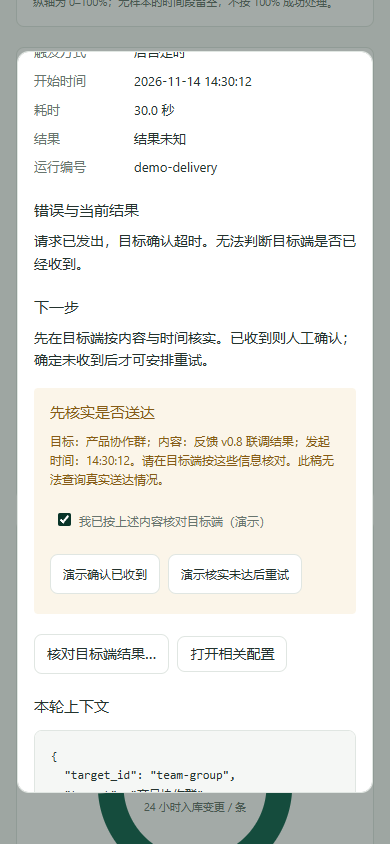 纵轴为 0–100%；无样本的时间段留空，不按 100% 成功处理。
触发方式 后台定时
开始时间 2026-11-14 14:30:12
耗时 30.0 秒
结果 结果未知
运行编号 demo-delivery
错误与当前结果
请求已发出，目标确认超时。无法判断目标端是否已
经收到。
下一步
先在目标端按内容与时间核实。已收到则人工确认；
确定未收到后才可安排重试。
先核实是否送达
目标：产品协作群；内容：反馈 v0.8 联调结果；发起
时间：14:30:12。请在目标端按这些信息核对。此稿无
法查询真实送达情况。
我已按上述内容核对目标端（演示）
演示确认已收到 演示核实未达后重试
核对目标端结果... 打开相关配置
本轮上下文
{
"target_id": "team-group",
24 小时入库变更 / 条